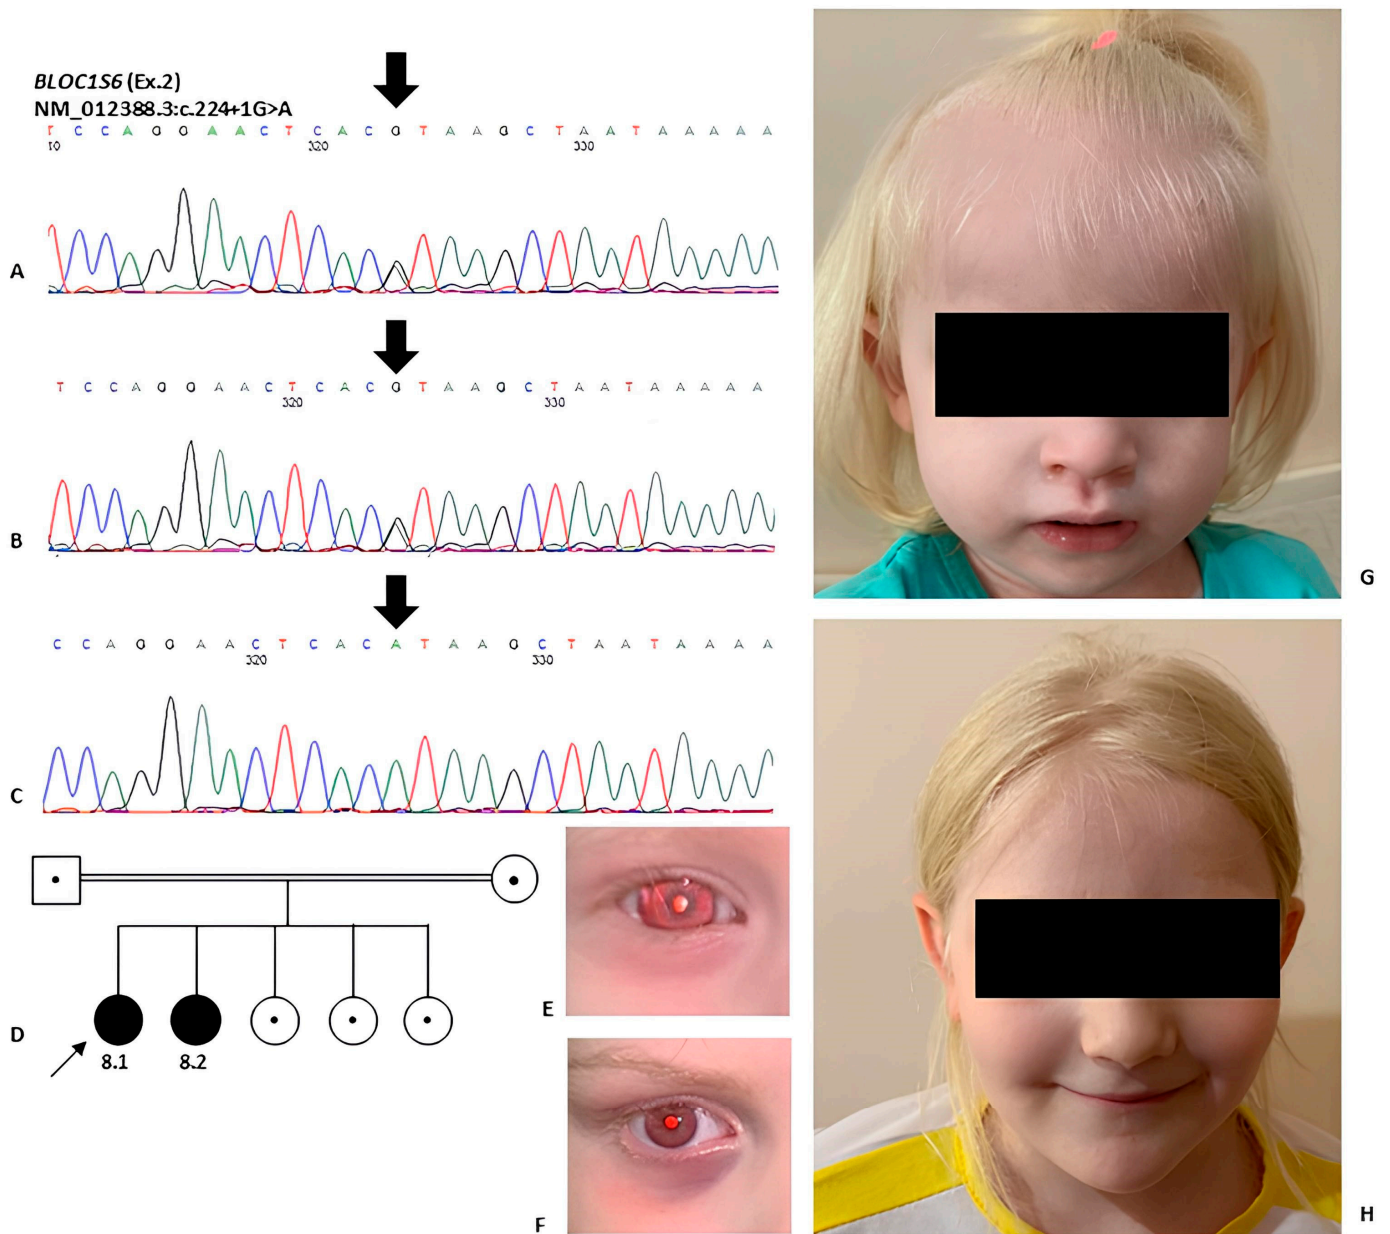 BLOC1S6 (Ex.2)
NM_012388.3:c.224+1G>A
T C C A G G A A C T C A C G T A A G C T A A T A A A A A
10 320 330
A
T C C A G G A A C T C A C G T A A G C T A A T A A A A A
320 330
B
C C A G G A A C T C A C A T A A G C T A A T A A A A
320 330
C
D
8.1 8.2
E
F
G
H